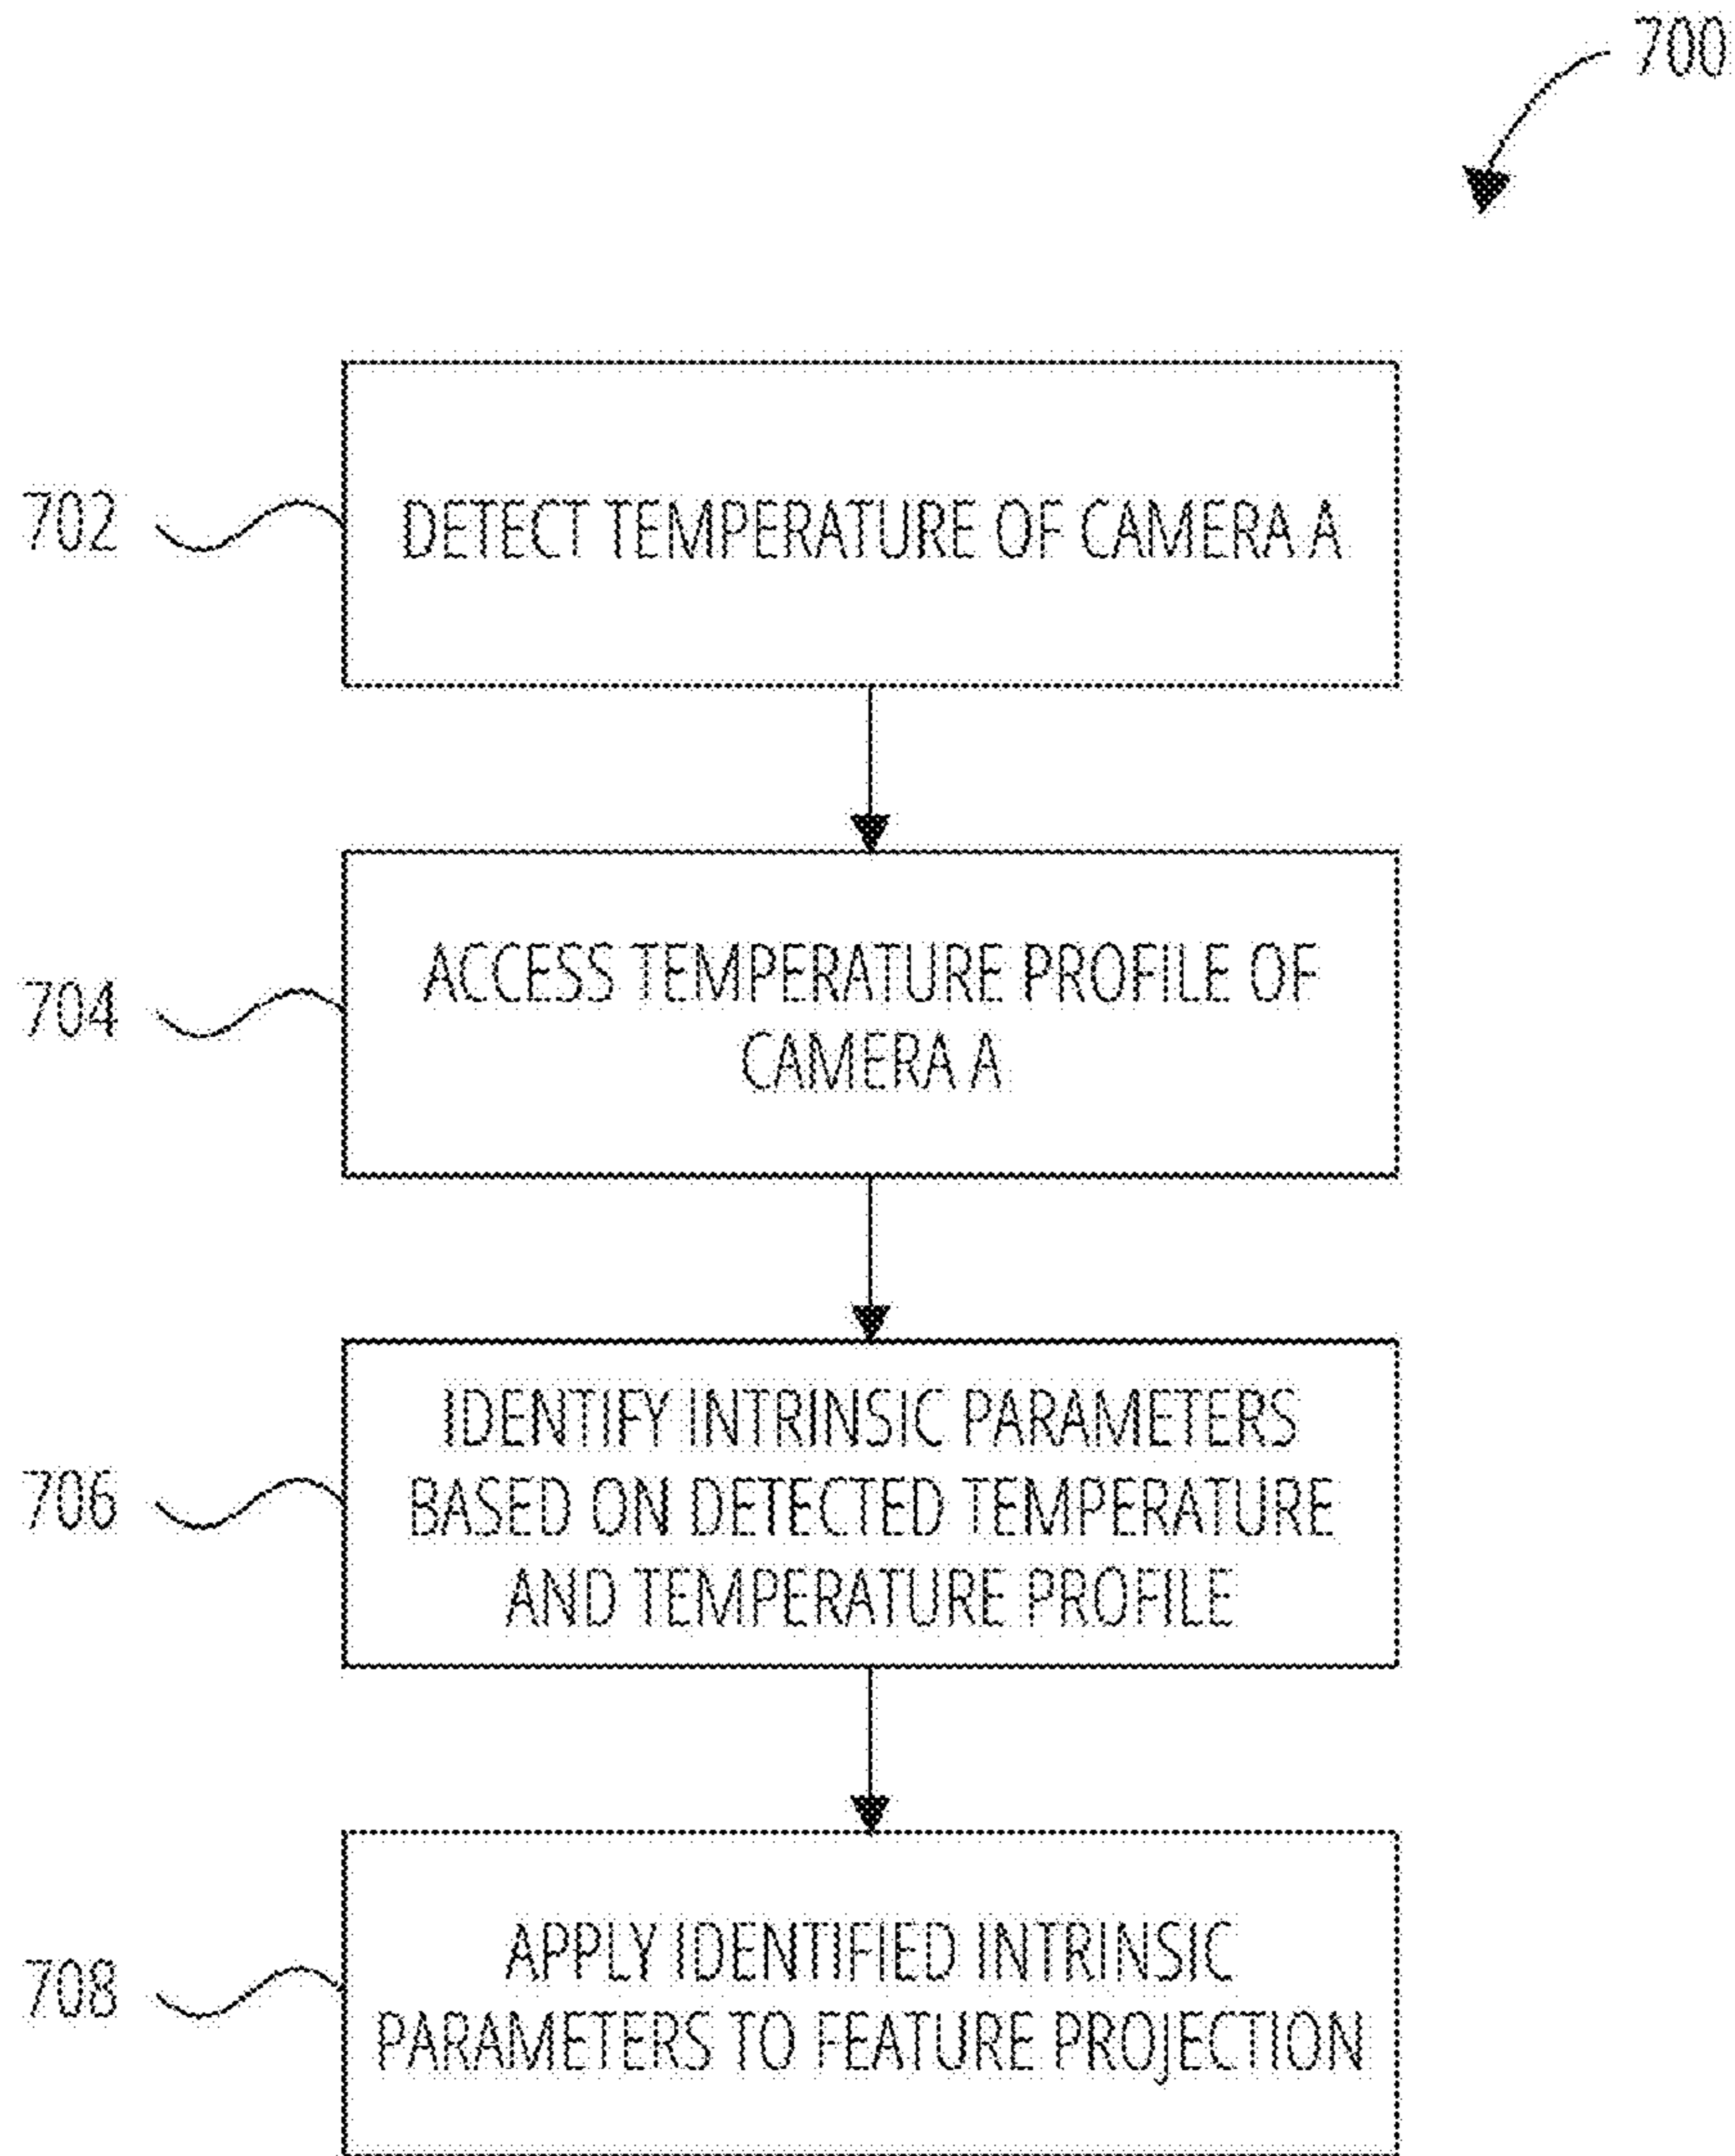 700
702
DETECT TEMPERATURE OF CAMERA A
704
ACCESS TEMPERATURE PROFILE OF
CAMERA A
706
IDENTIFY INTRINSIC PARAMETERS
BASED ON DETECTED TEMPERATURE
AND TEMPERATURE PROFILE
708
APPLY IDENTIFIED INTRINSIC
PARAMETERS TO FEATURE PROJECTION